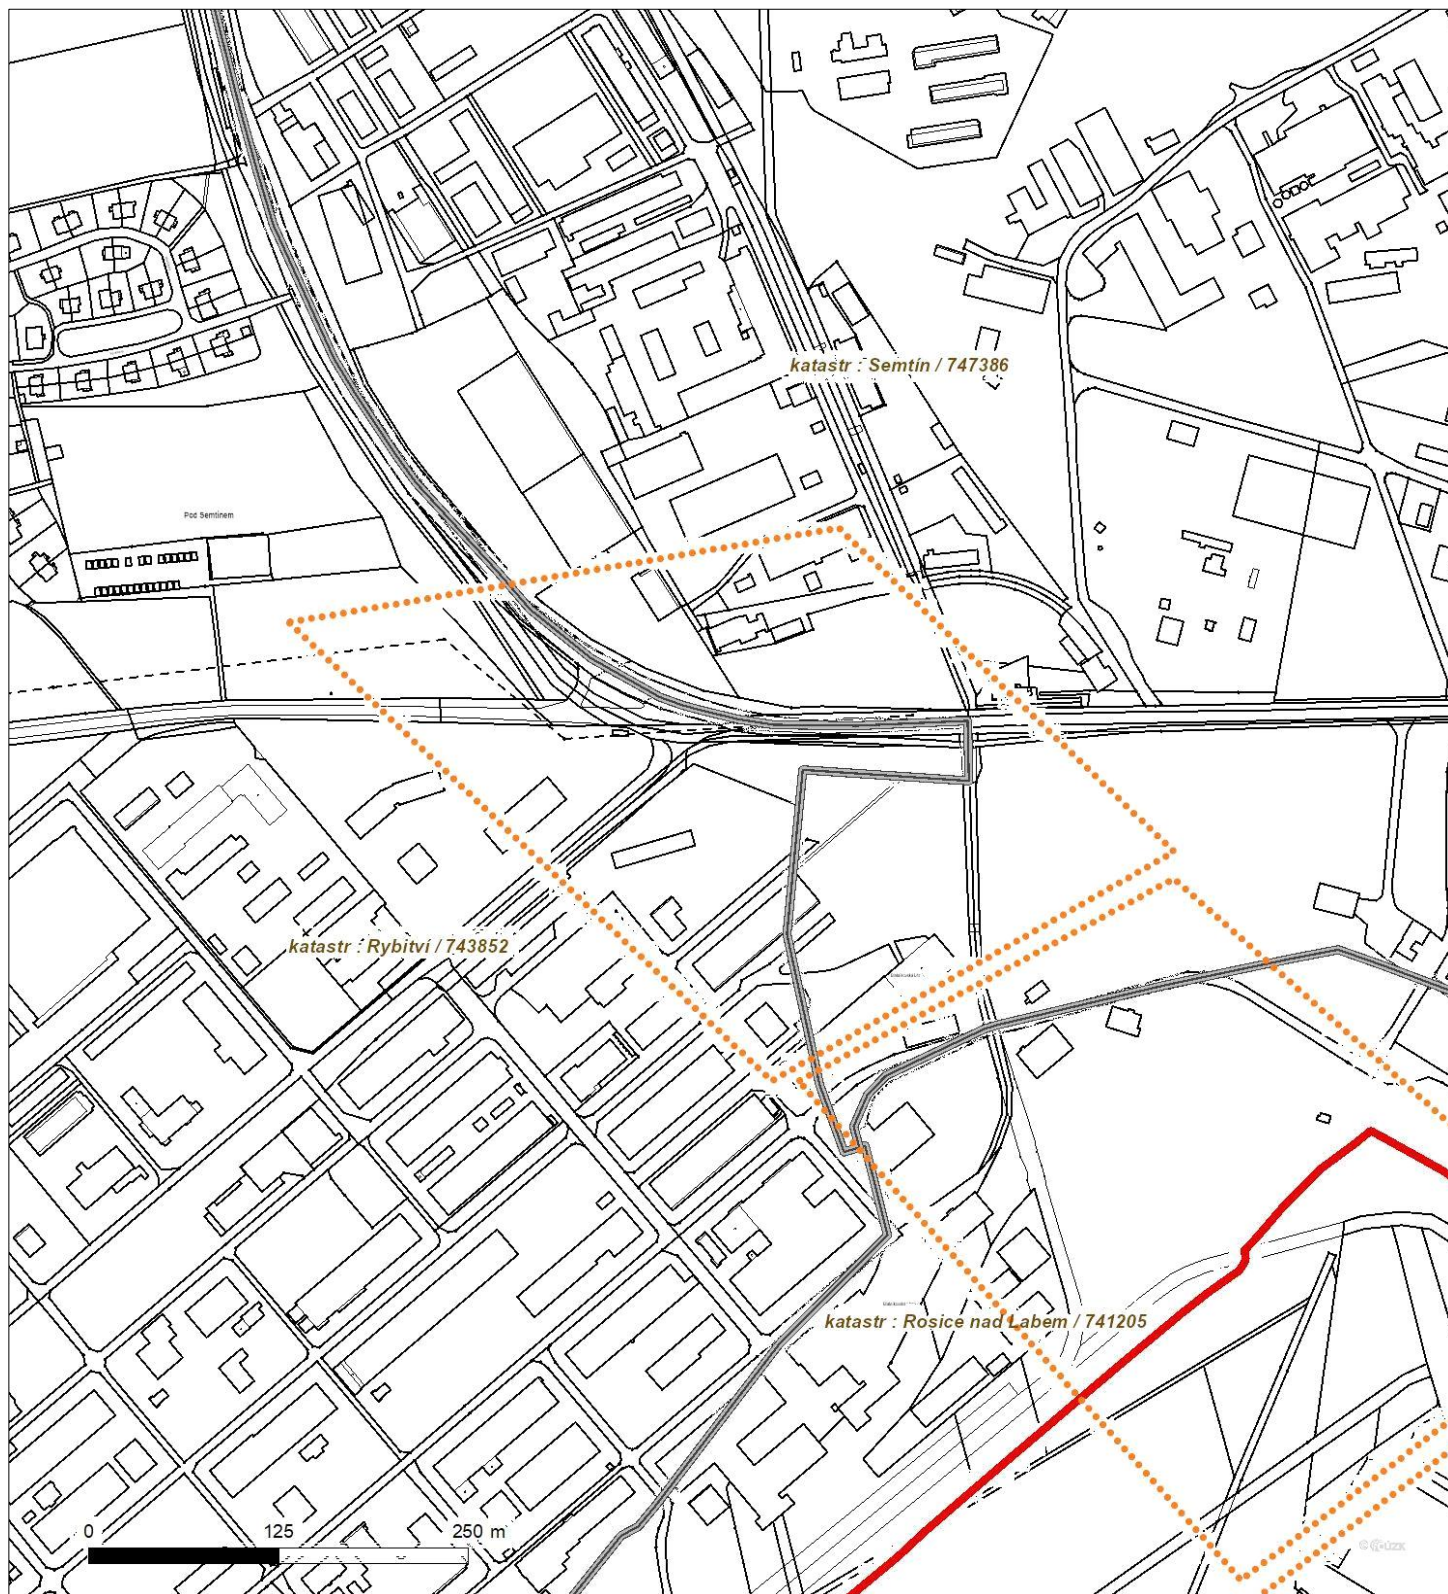 katastr : Semtín / 747386
Pod Semtínem
katastr : Rybitví / 743852
katastr : Rosice nad Labem / 741205
0 125 250 m